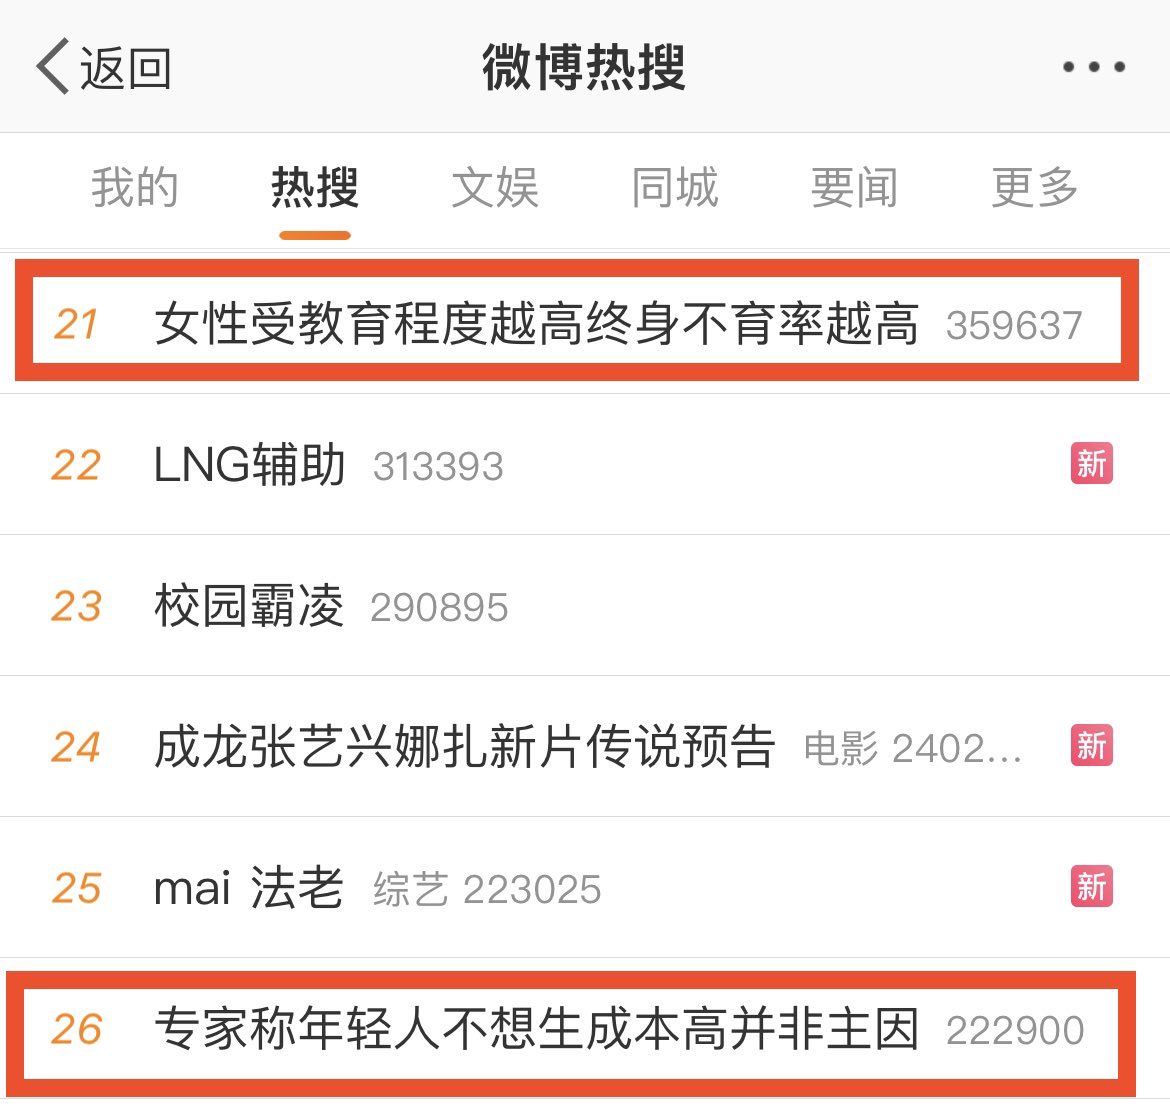 返回 微博热搜
我的 热搜 文娱 同城 要闻 更多
21 女性受教育程度越高终身不育率越高 359637
22 LNG辅助 313393 新
23 校园霸凌 290895
24 成龙张艺兴娜扎新片传说预告 电影 2402... 新
25 mai 法老 综艺 223025 新
26 专家称年轻人不想生成本高并非主因 222900